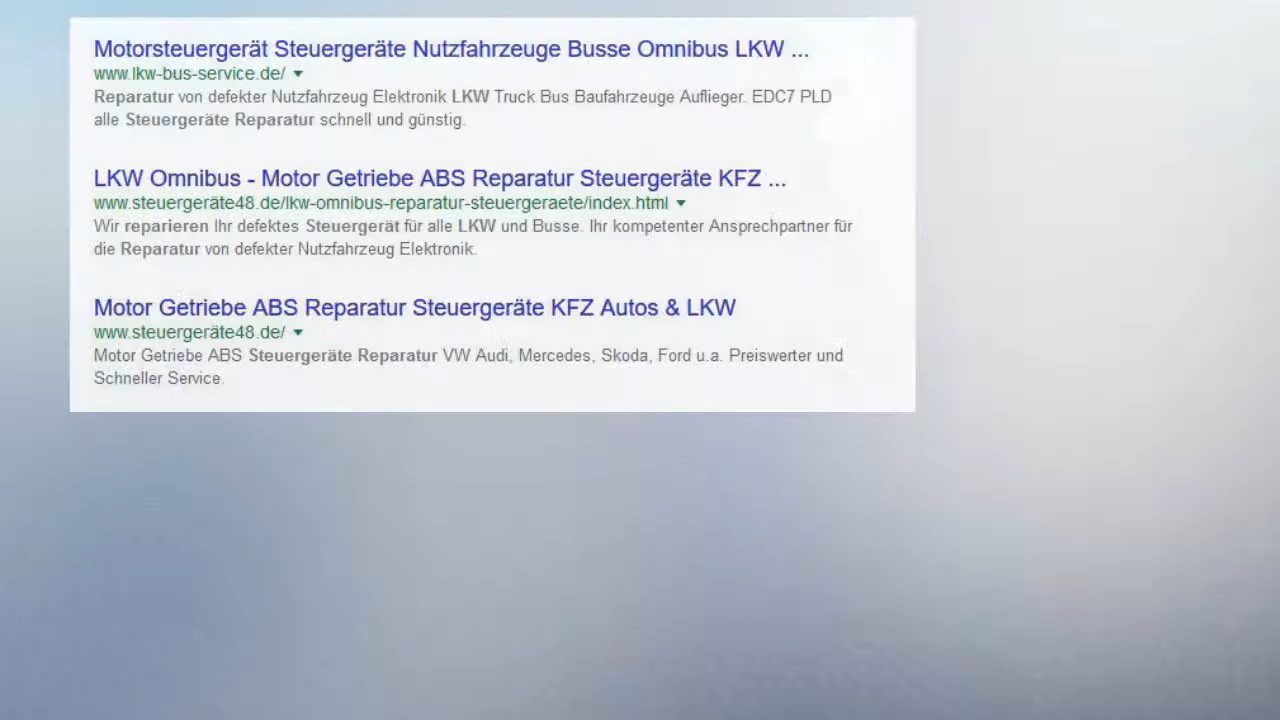 Motorsteuergerät Steuergeräte Nutzfahrzeuge Busse Omnibus LKW ...
www.lkw-bus-service.de/
Reparatur von defekter Nutzfahrzeug Elektronik LKW Truck Bus Baufahrzeuge Auflieger. EDC7 PLD
alle Steuergeräte Reparatur schnell und günstig.
LKW Omnibus - Motor Getriebe ABS Reparatur Steuergeräte KFZ ...
www.steuergeräte48.de/lkw-omnibus-reparatur-steuergeraete/index.html
Wir reparieren Ihr defektes Steuergerät für alle LKW und Busse. Ihr kompetenter Ansprechpartner für
die Reparatur von defekter Nutzfahrzeug Elektronik.
Motor Getriebe ABS Reparatur Steuergeräte KFZ Autos & LKW
www.steuergeräte48.de/
Motor Getriebe ABS Steuergeräte Reparatur VW Audi, Mercedes, Skoda, Ford u.a. Preiswerter und
Schneller Service.